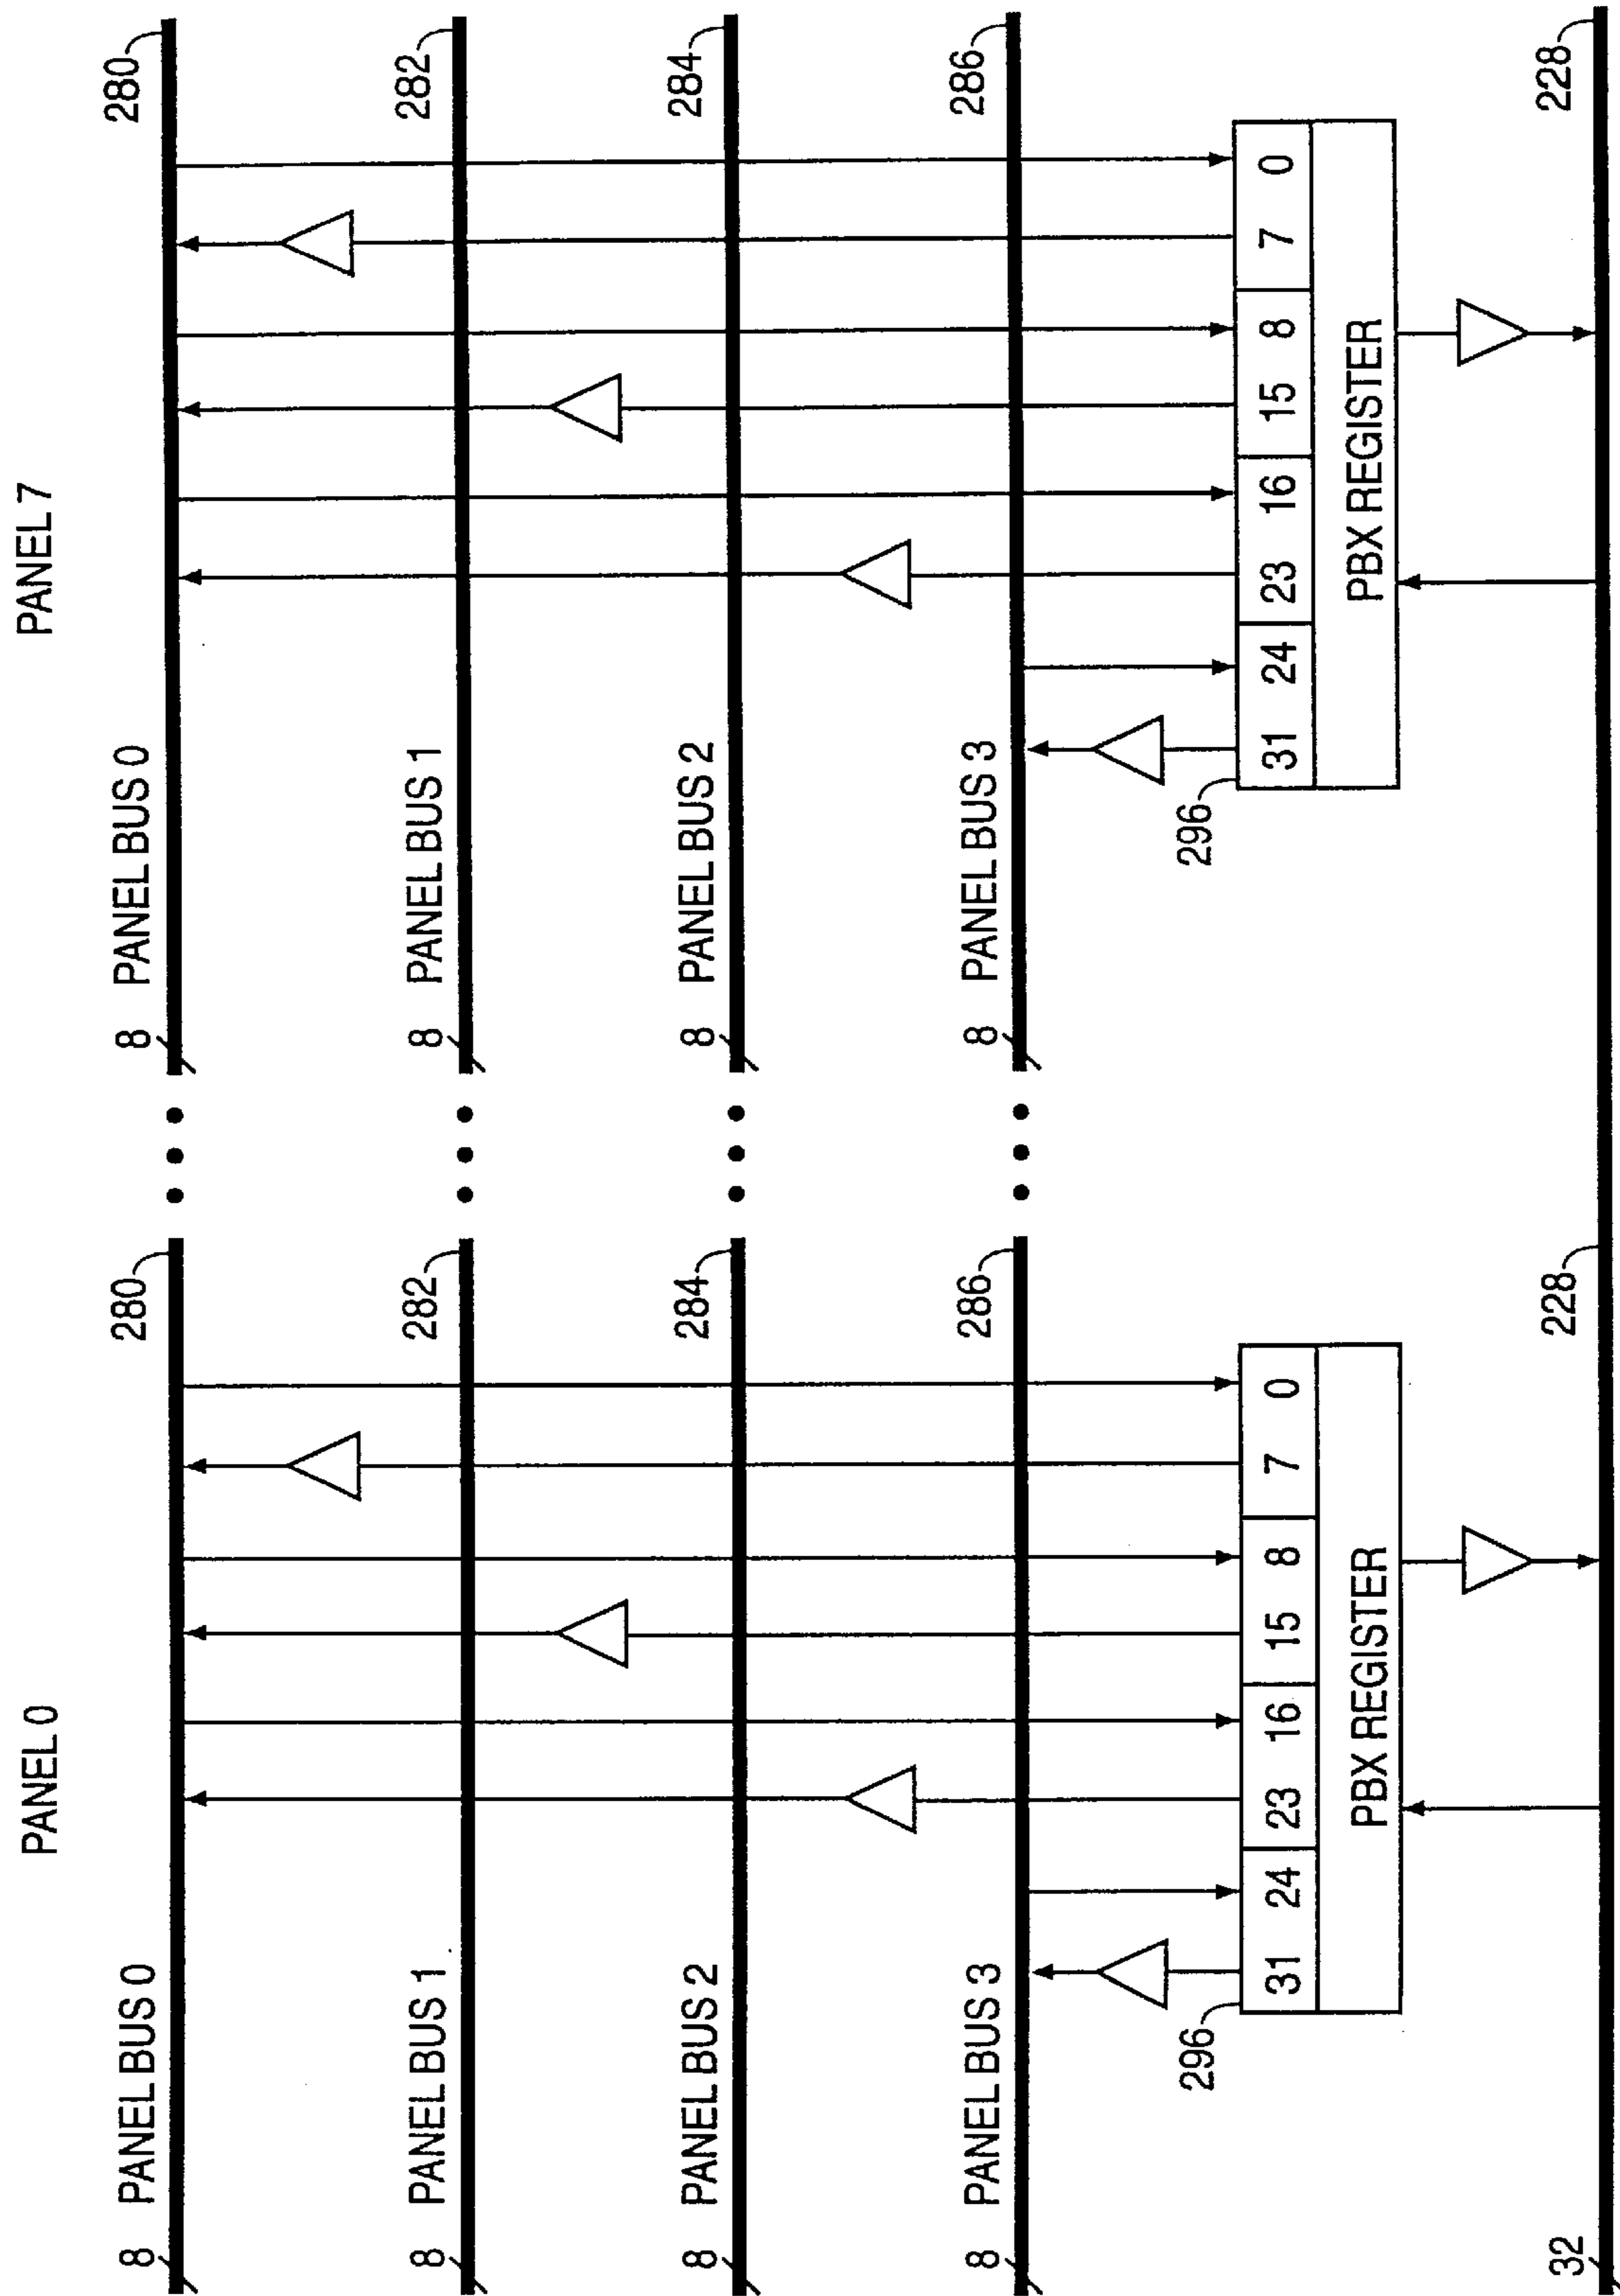 PANEL 0
PANEL 7
8 PANEL BUS 0
280
8 PANEL BUS 0
280
8 PANEL BUS 1
282
8 PANEL BUS 1
282
8 PANEL BUS 2
284
8 PANEL BUS 2
284
8 PANEL BUS 3
286
8 PANEL BUS 3
286
296
31 24 23 16 15 8 7 0
PBX REGISTER
296
31 24 23 16 15 8 7 0
PBX REGISTER
32
228
228